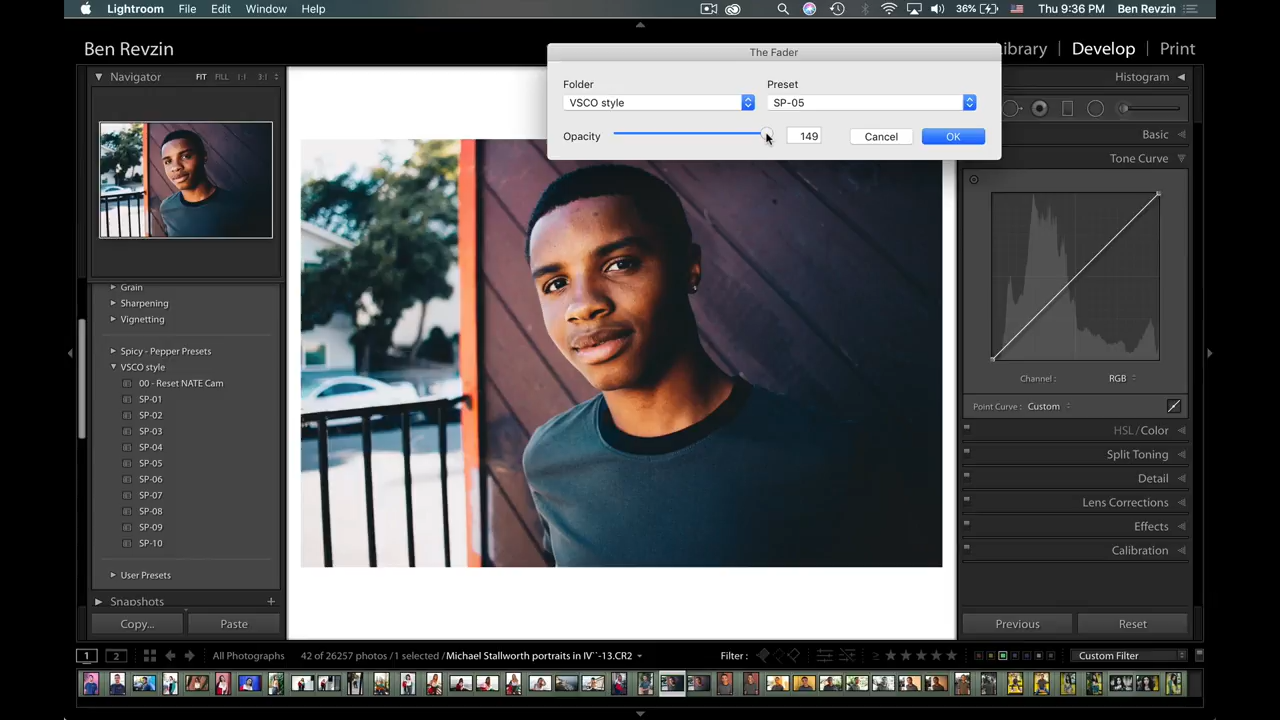 Lightroom File Edit Window Help 36% Thu 9:36 PM Ben Revzin
Ben Revzin
Library Develop Print
The Fader
Folder
Preset
VSCO style
SP-05
Opacity
149
Cancel
OK
Navigator FIT FILL 1:1 3:1
Grain
Sharpening
Vignetting
Spicy - Pepper Presets
VSCO style
00 - Reset NATE Cam
SP-01
SP-02
SP-03
SP-04
SP-05
SP-06
SP-07
SP-08
SP-09
SP-10
User Presets
Snapshots
Copy...
Paste
Histogram
Basic
Tone Curve
Channel : RGB
Point Curve : Custom
HSL / Color
Split Toning
Detail
Lens Corrections
Effects
Calibration
Previous
Reset
1 2 All Photographs 42 of 26257 photos / 1 selected / Michael Stallworth portraits in IV``-13.CR2
Filter :
Custom Filter